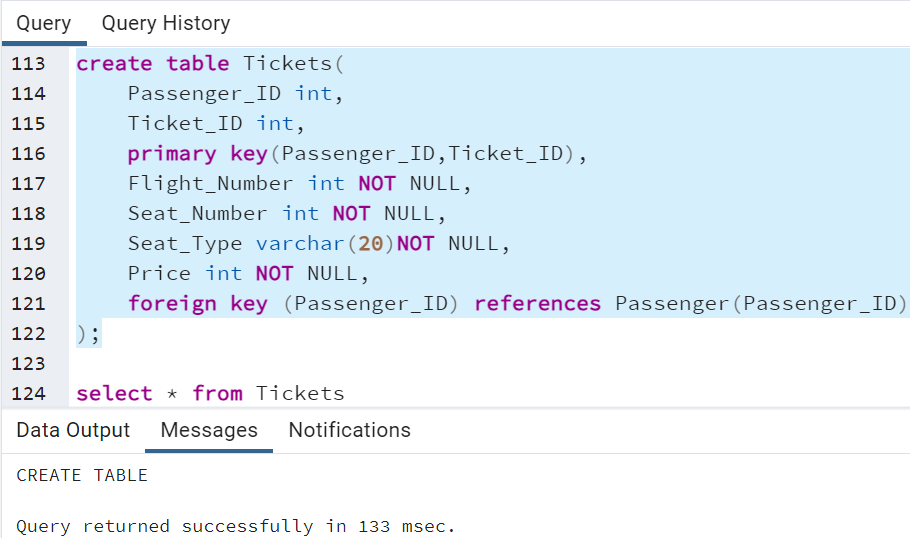 Query Query History
113 create table Tickets(
114 Passenger_ID int,
115 Ticket_ID int,
116 primary key(Passenger_ID,Ticket_ID),
117 Flight_Number int NOT NULL,
118 Seat_Number int NOT NULL,
119 Seat_Type varchar(20)NOT NULL,
120 Price int NOT NULL,
121 foreign key (Passenger_ID) references Passenger(Passenger_ID)
122 );
123
124 select * from Tickets
Data Output Messages Notifications
CREATE TABLE
Query returned successfully in 133 msec.